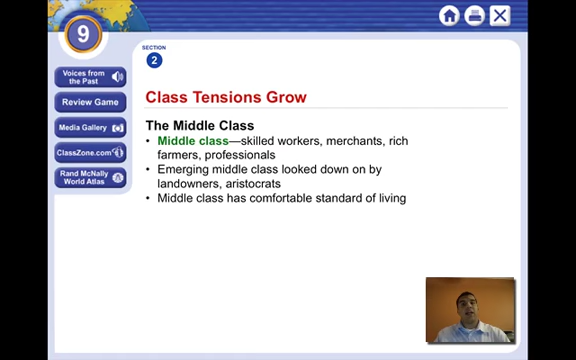 9
SECTION
2
Voices from
the Past
Review Game
Media Gallery
ClassZone.com
Rand McNally
World Atlas
Class Tensions Grow
The Middle Class
• Middle class—skilled workers, merchants, rich
farmers, professionals
• Emerging middle class looked down on by
landowners, aristocrats
• Middle class has comfortable standard of living